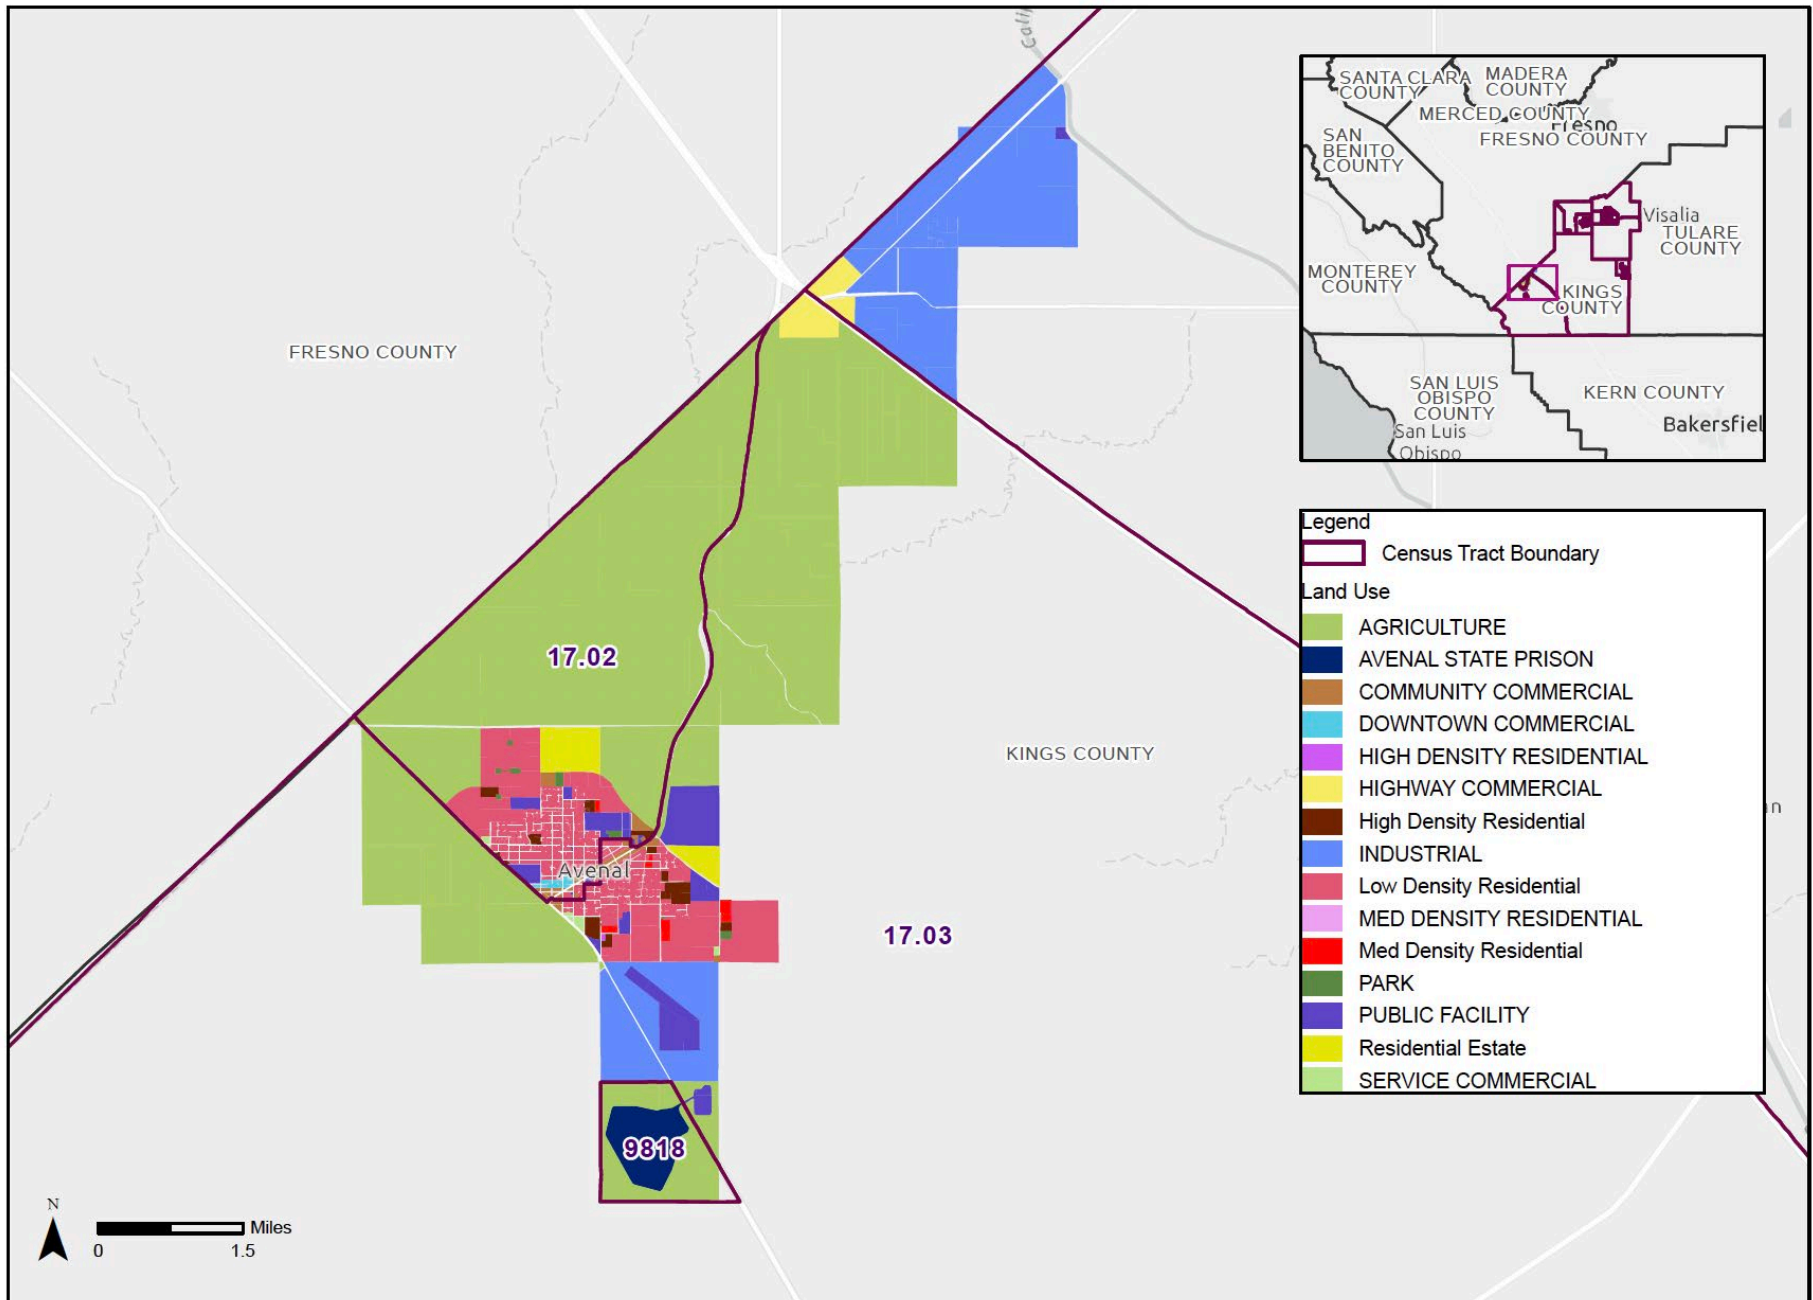 Cali
SANTA CLARA
COUNTY
MADERA
COUNTY
MERCED COUNTY
Fresno
FRESNO COUNTY
SAN
BENITO
COUNTY
Visalia
TULARE
COUNTY
MONTEREY
COUNTY
KINGS
COUNTY
SAN LUIS
OBISPO
COUNTY
KERN COUNTY
San Luis
Obispo
Bakersfiel
FRESNO COUNTY
17.02
KINGS COUNTY
Avenal
17.03
9818
n
Legend
Census Tract Boundary
Land Use
AGRICULTURE
AVENAL STATE PRISON
COMMUNITY COMMERCIAL
DOWNTOWN COMMERCIAL
HIGH DENSITY RESIDENTIAL
HIGHWAY COMMERCIAL
High Density Residential
INDUSTRIAL
Low Density Residential
MED DENSITY RESIDENTIAL
Med Density Residential
PARK
PUBLIC FACILITY
Residential Estate
SERVICE COMMERCIAL
N
Miles
0 1.5